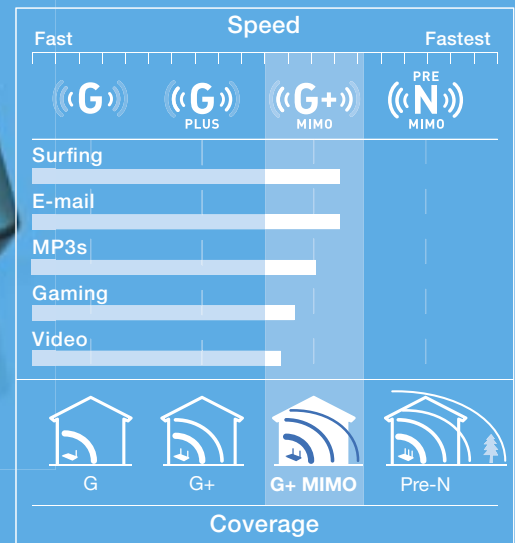 Speed
Fast Fastest
G
G PLUS
G+ MIMO
PRE N MIMO
Surfing
E-mail
MP3s
Gaming
Video
G G+ G+ MIMO Pre-N
Coverage